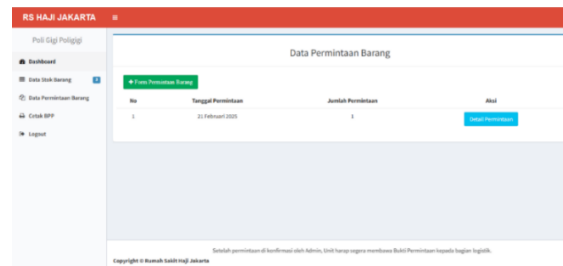 RS HAJI JAKARTA
Poli Gigi Poligigi
Dashboard
Data Stok Barang
Data Permintaan Barang
Cetak BPP
Logout
Data Permintaan Barang
+ Form Permintaan Barang
No Tanggal Permintaan Jumlah Permintaan Aksi
1 21 Februari 2025 3 Detail Permintaan
Setelah permintaan di konfirmasi oleh Admin, Unit harap segera membawa Bukti Permintaan kepada bagian logistik.
Copyright © Rumah Sakit Haji Jakarta